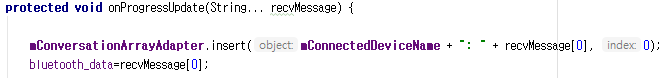 protected void onProgressUpdate(String... recvMessage) {
mConversationArrayAdapter.insert( object: mConnectedDeviceName + ": " + recvMessage[0], index: 0);
bluetooth_data=recvMessage[0];